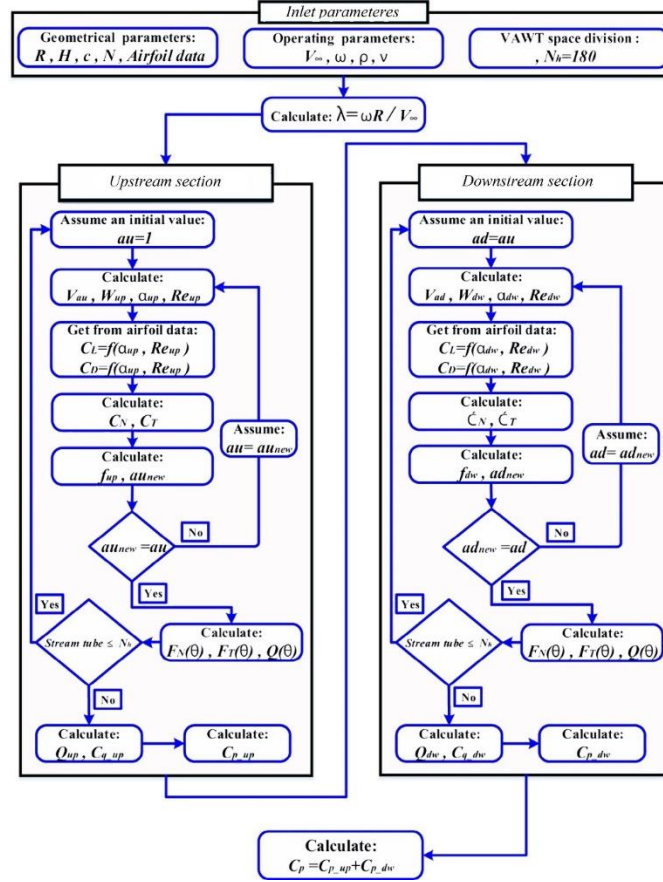 Inlet parameteres
Geometrical parameters:
R , H , c , N , Airfoil data
Operating parameters:
V∞ , ω , ρ , ν
VAWT space division :
, Nh=180
Calculate: λ=ωR / V∞
Upstream section
Assume an initial value:
au=1
Calculate:
Vau , Wup , αup , Reup
Get from airfoil data:
CL=f(αup , Reup )
CD=f(αup , Reup )
Calculate:
CN , CT
Calculate:
fup , aunew
Assume:
au= aunew
aunew =au
No
Yes
Calculate:
FN(θ) , FT(θ) , Q(θ)
Stream tube ≤ Nh
Yes
No
Calculate:
Qup , Cq_up
Calculate:
Cp_up
Downstream section
Assume an initial value:
ad=au
Calculate:
Vad , Wdw , αdw , Redw
Get from airfoil data:
CL=f(αdw , Redw )
CD=f(αdw , Redw )
Calculate:
ĆN , ĆT
Calculate:
fdw , adnew
Assume:
ad= adnew
adnew =ad
No
Yes
Calculate:
FN(θ) , FT(θ) , Q(θ)
Stream tube ≤ Nh
Yes
No
Calculate:
Qdw , Cq_dw
Calculate:
Cp_dw
Calculate:
Cp =Cp_up+Cp_dw